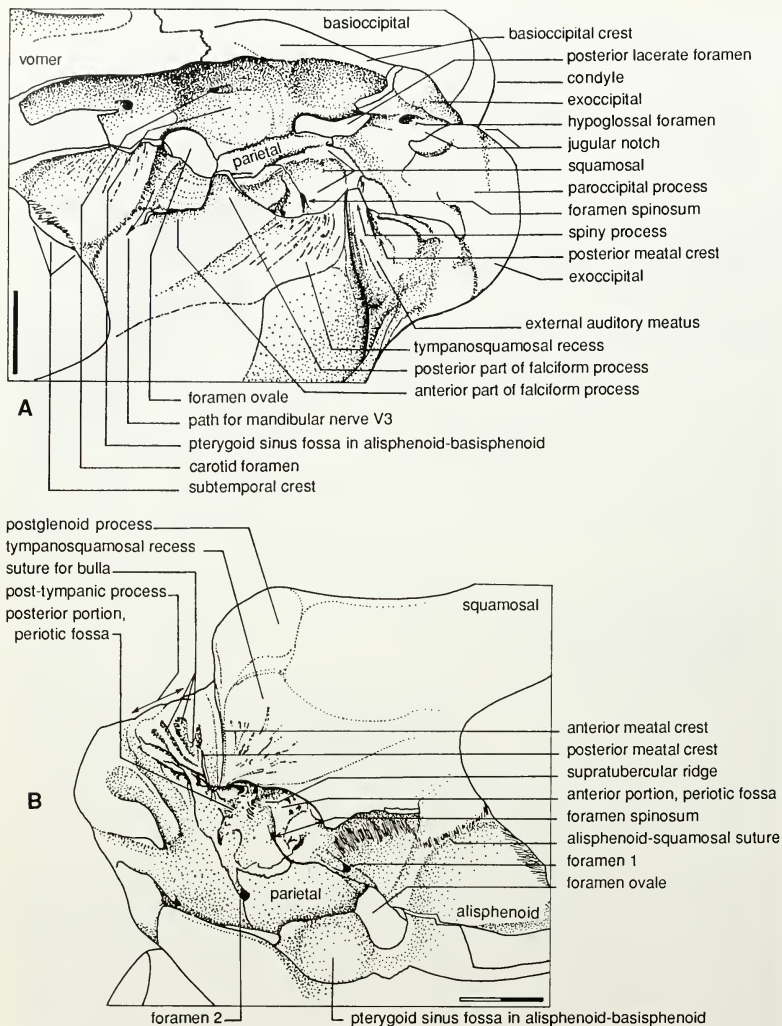 basioccipital
vomer
parietal
basioccipital crest
posterior lacerate foramen
condyle
exoccipital
hypoglossal foramen
jugular notch
squamosal
paroccipital process
foramen spinosum
spiny process
posterior meatal crest
exoccipital
external auditory meatus
tympanosquamosal recess
posterior part of falciform process
anterior part of falciform process
A
foramen ovale
path for mandibular nerve V3
pterygoid sinus fossa in alisphenoid-basisphenoid
carotid foramen
subtemporal crest
postglenoid process
tympanosquamosal recess
suture for bulla
post-tympanic process
posterior portion,
periotic fossa
squamosal
B
anterior meatal crest
posterior meatal crest
supratubercular ridge
anterior portion, periotic fossa
foramen spinosum
alisphenoid-squamosal suture
foramen 1
foramen ovale
parietal
alisphenoid
foramen 2
pterygoid sinus fossa in alisphenoid-basisphenoid